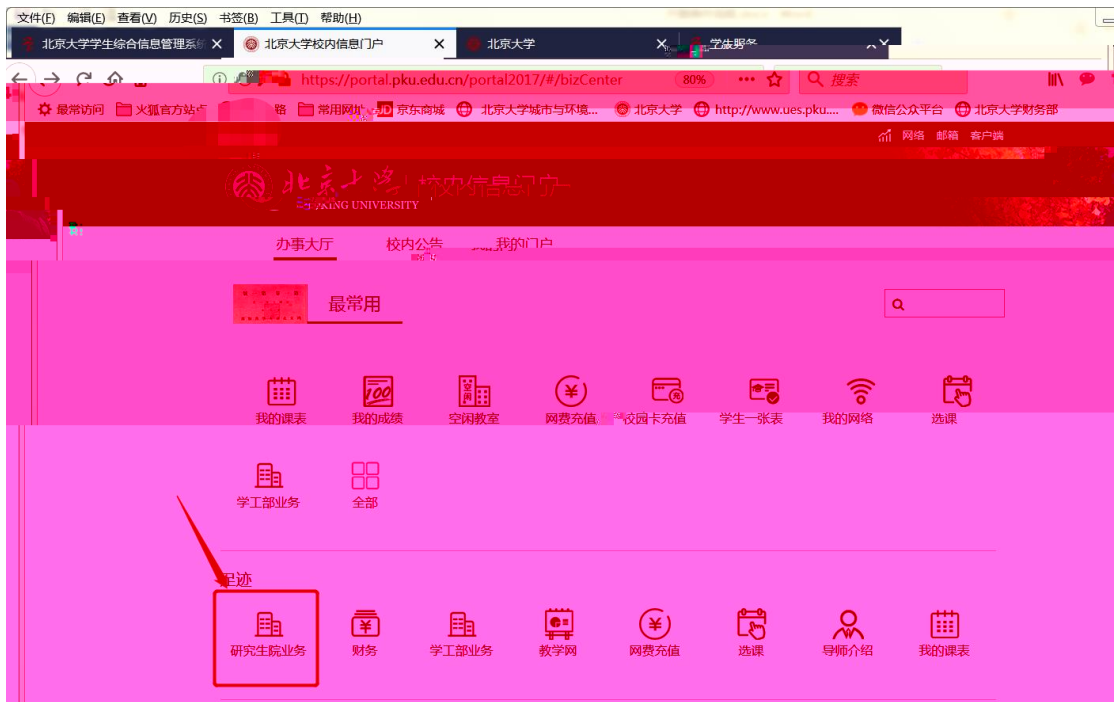 文件(F) 编辑(E) 查看(V) 历史(S) 书签(B) 工具(T) 帮助(H)
北京大学学生综合信息管理系统 北京大学校内信息门户 北京大学
https://portal.pku.edu.cn/portal2017/#/bizCenter 80% 搜索
最常访问 火狐官方站点 常用网址 JD 京东商城 北京大学城市与环境... 北京大学 http://www.ues.pku.... 微信公众平台 北京大学财务部
网络 邮箱 客户端
北京大学 校内信息门户
PEKING UNIVERSITY
办事大厅 校内公告 我的门户
最常用
我的课表 我的成绩 空闲教室 网费充值 校园卡充值 学生一张表 我的网络 选课
学工部业务 全部
足迹
研究生院业务 财务 学工部业务 教学网 网费充值 选课 导师介绍 我的课表